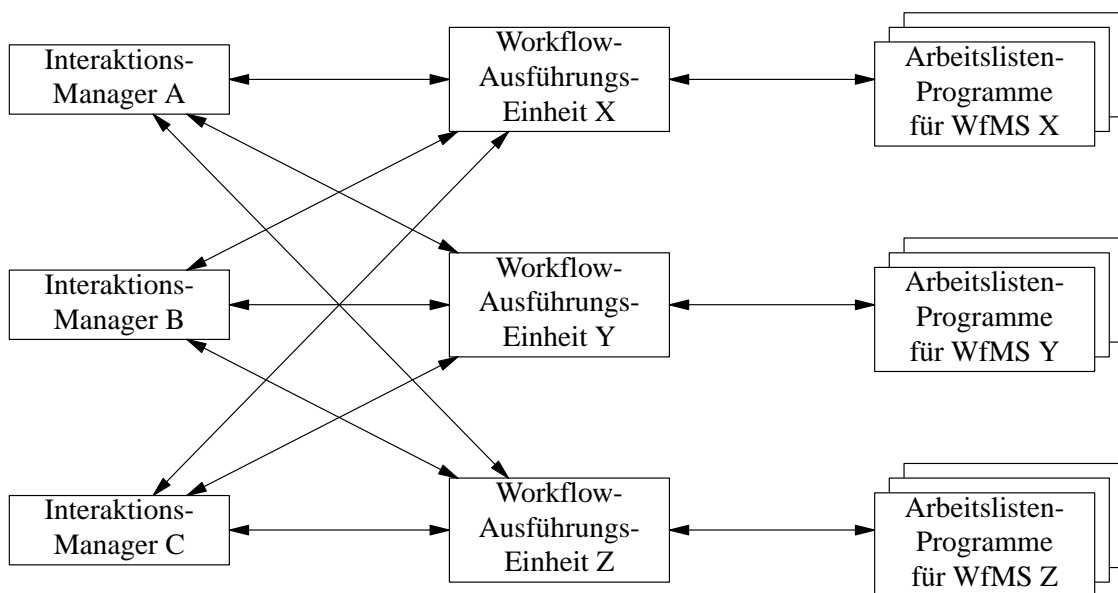 Interaktions-
Manager A
Workflow-
Ausführungs-
Einheit X
Arbeitslisten-
Programme
für WfMS X
Interaktions-
Manager B
Workflow-
Ausführungs-
Einheit Y
Arbeitslisten-
Programme
für WfMS Y
Interaktions-
Manager C
Workflow-
Ausführungs-
Einheit Z
Arbeitslisten-
Programme
für WfMS Z